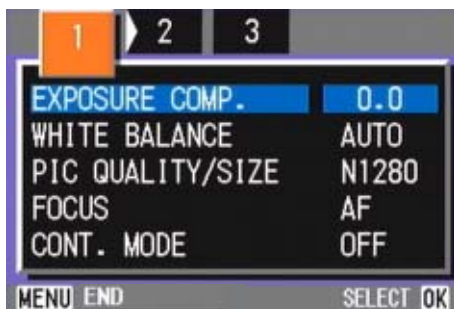 1 2 3
EXPOSURE COMP. 0.0
WHITE BALANCE AUTO
PIC QUALITY/SIZE N1280
FOCUS AF
CONT. MODE OFF
MENU END SELECT OK